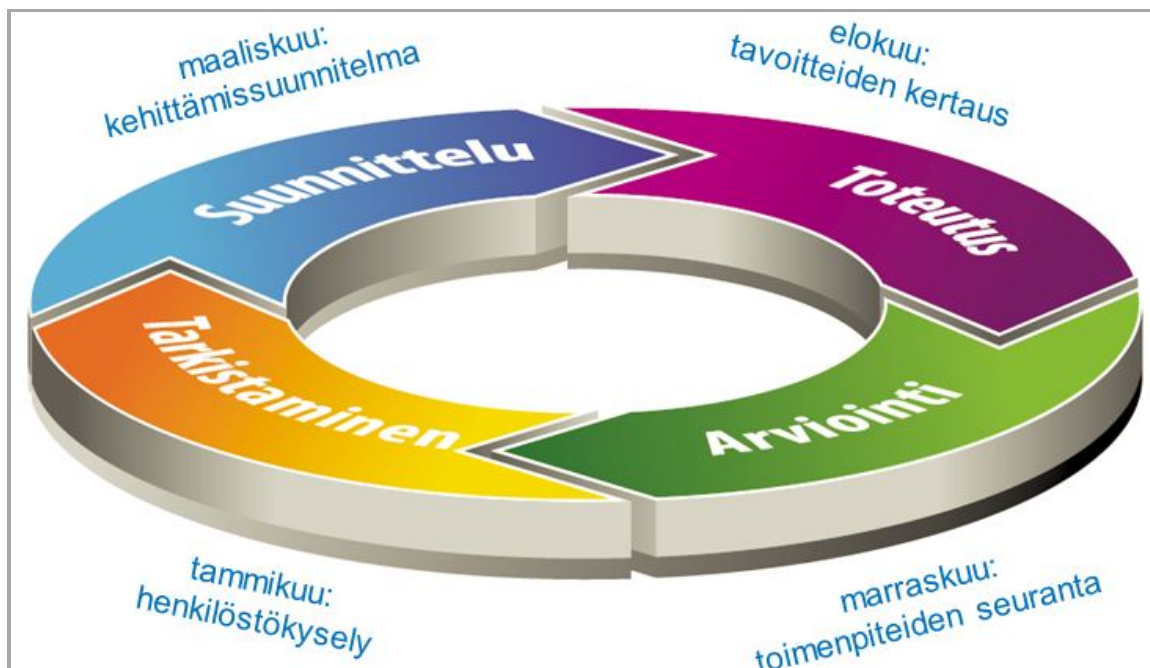 maaliskuu:
kehittämissuunnitelma
elokuu:
tavoitteiden kertaus
Suunnittelu
Toteutus
Tarkistaminen
Arviointi
tammikuu:
henkilöstökysely
marraskuu:
toimenpiteiden seuranta